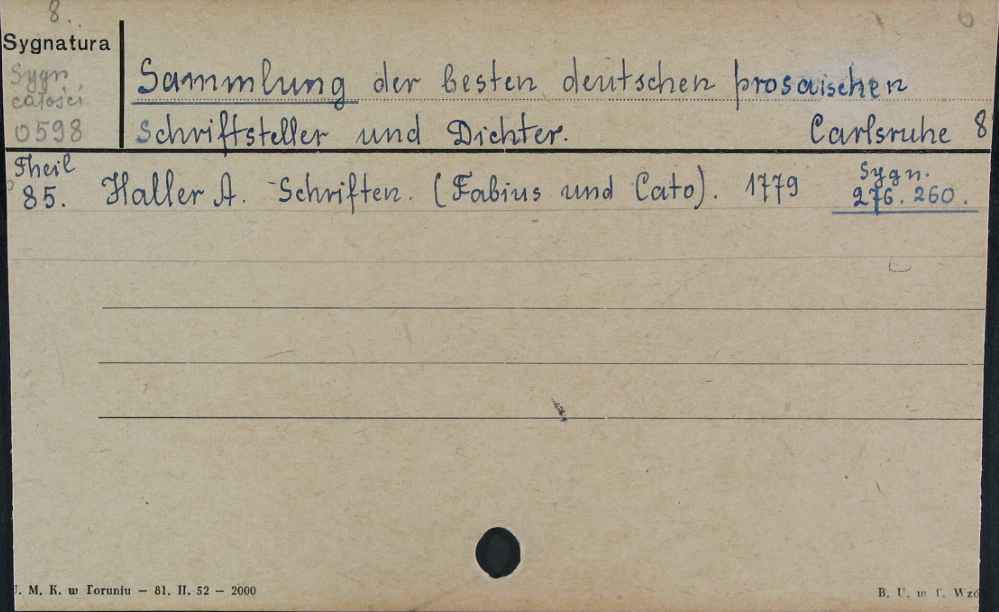 8.
6
Sygnatura
Sygn.
całości
0598
Sammlung der besten deutschen prosaischen
Schriftsteller und Dichter. Carlsruhe 8
Theil
85. Haller A. Schriften. (Fabius und Cato). 1779
Sygn.
276.260.
M. K. w Toruniu – 81. II. 52 – 2000
B. U. w T.